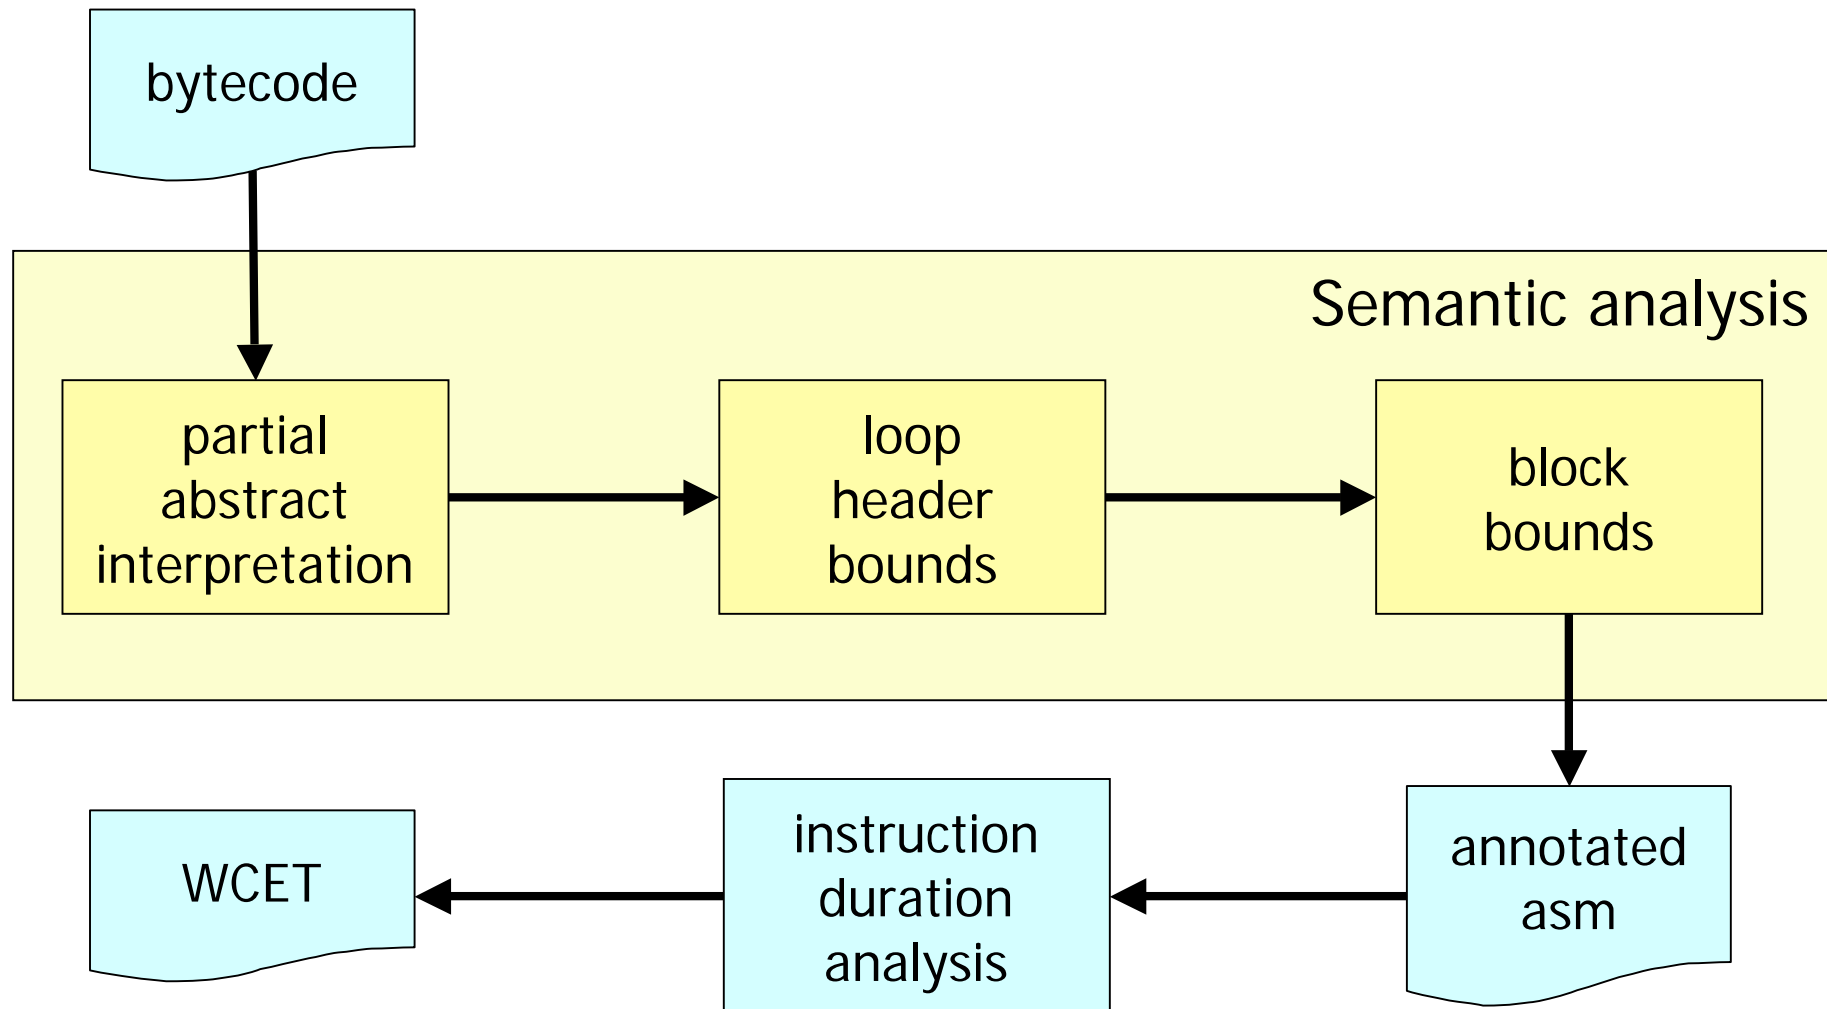 bytecode
Semantic analysis
partial
abstract
interpretation
loop
header
bounds
block
bounds
WCET
instruction
duration
analysis
annotated
asm